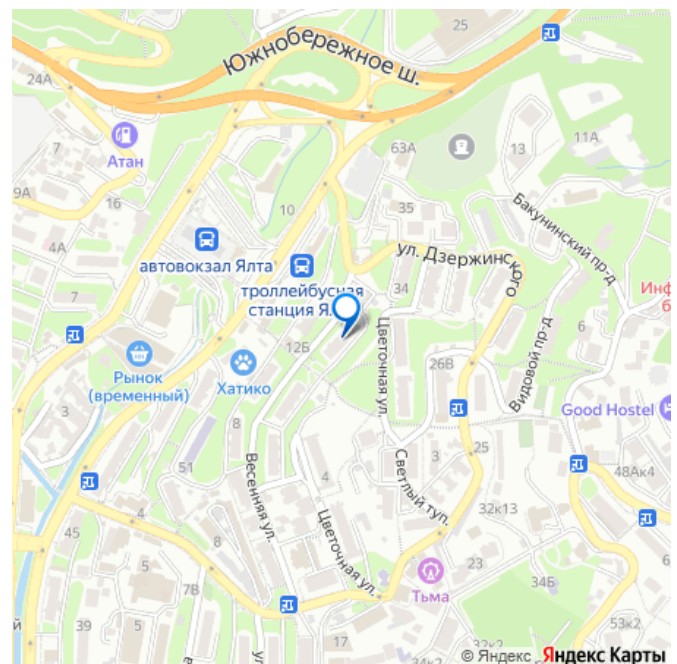 25
Южнобережное ш.
24А
7
Атан
63А
13
11А
9А
16
10
35
Бакунинский пр-д
4А
автовокзал Ялта
ул. Дзержинского
троллейбусная
станция Я
34
7
Инф
б
6
12Б
Цветочная ул.
Рынок
(временный)
Хатико
26В
Видовой пр-д
3
Good Hostel
8
25
51
Весенняя ул.
4
3
Светлый туп.
48Ак4
32к13
45
8
Цветочная ул.
5
23
Тьма
34Б
7В
39
5
17
53к2
ул.
й
© Яндекс Яндекс Карты